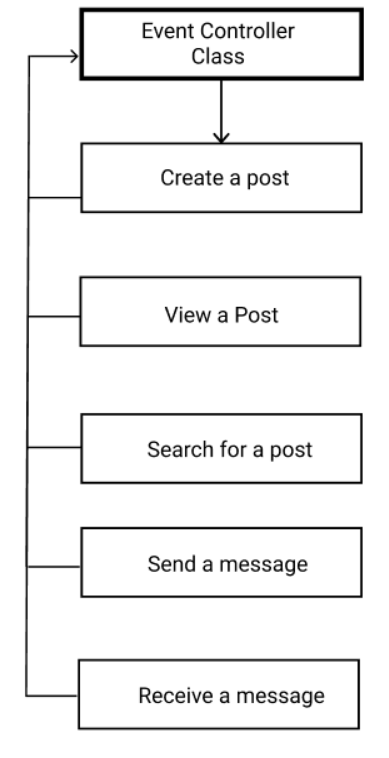 Event Controller
Class
Create a post
View a Post
Search for a post
Send a message
Receive a message